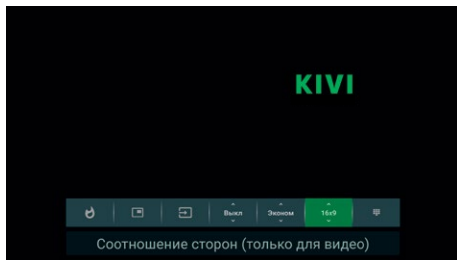 KIVI
Выкл Эконом 16x9
Соотношение сторон (только для видео)